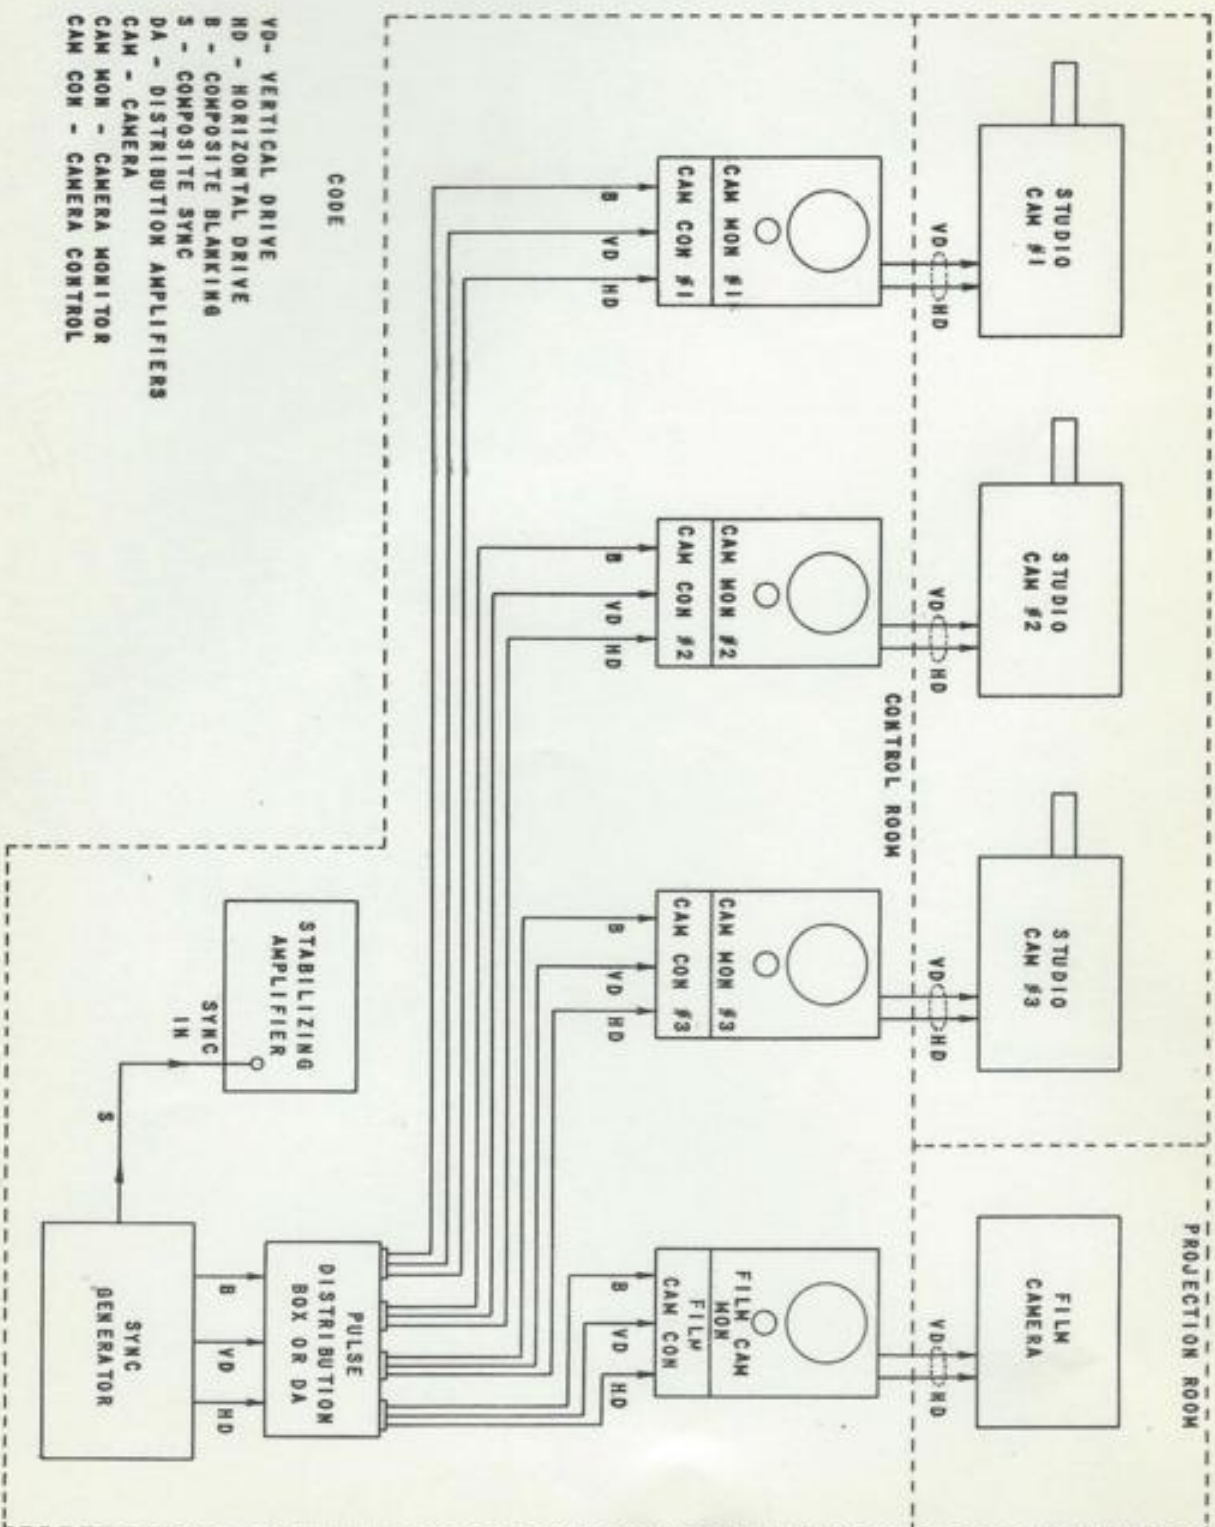 PROJECTION ROOM
STUDIO
CAM #1
STUDIO
CAM #2
STUDIO
CAM #3
FILM
CAMERA
VD
HD
VD
HD
VD
HD
VD
HD
CONTROL ROOM
CAM MON #1
CAM CON #1
CAM MON #2
CAM CON #2
CAM MON #3
CAM CON #3
FILM CAM
MON
FILM
CAM CON
B
VD
HD
B
VD
HD
B
VD
HD
B
VD
HD
STABILIZING
AMPLIFIER
SYNC
IN
S
PULSE
DISTRIBUTION
BOX OR DA
B
VD
HD
SYNC
GENERATOR
CODE
VD- VERTICAL DRIVE
HD - HORIZONTAL DRIVE
B - COMPOSITE BLANKING
S - COMPOSITE SYNC
DA - DISTRIBUTION AMPLIFIERS
CAM - CAMERA
CAM MON - CAMERA MONITOR
CAM CON - CAMERA CONTROL